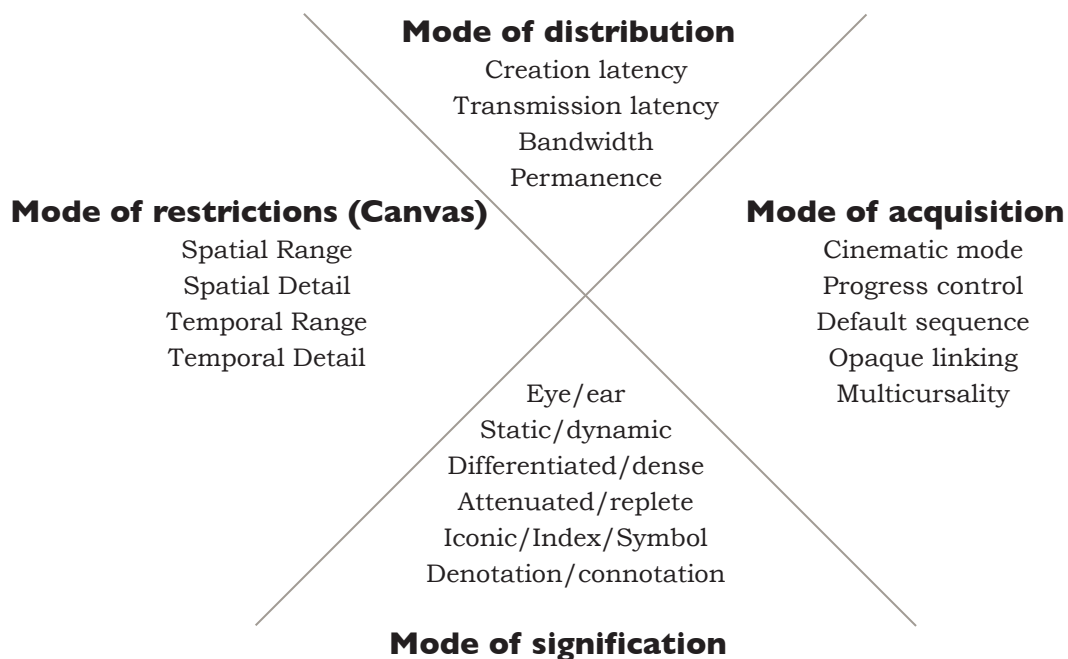 Mode of distribution
Creation latency
Transmission latency
Bandwidth
Permanence
Mode of restrictions (Canvas)
Spatial Range
Spatial Detail
Temporal Range
Temporal Detail
Mode of acquisition
Cinematic mode
Progress control
Default sequence
Opaque linking
Multicursality
Eye/ear
Static/dynamic
Differentiated/dense
Attenuated/replete
Iconic/Index/Symbol
Denotation/connotation
Mode of signification